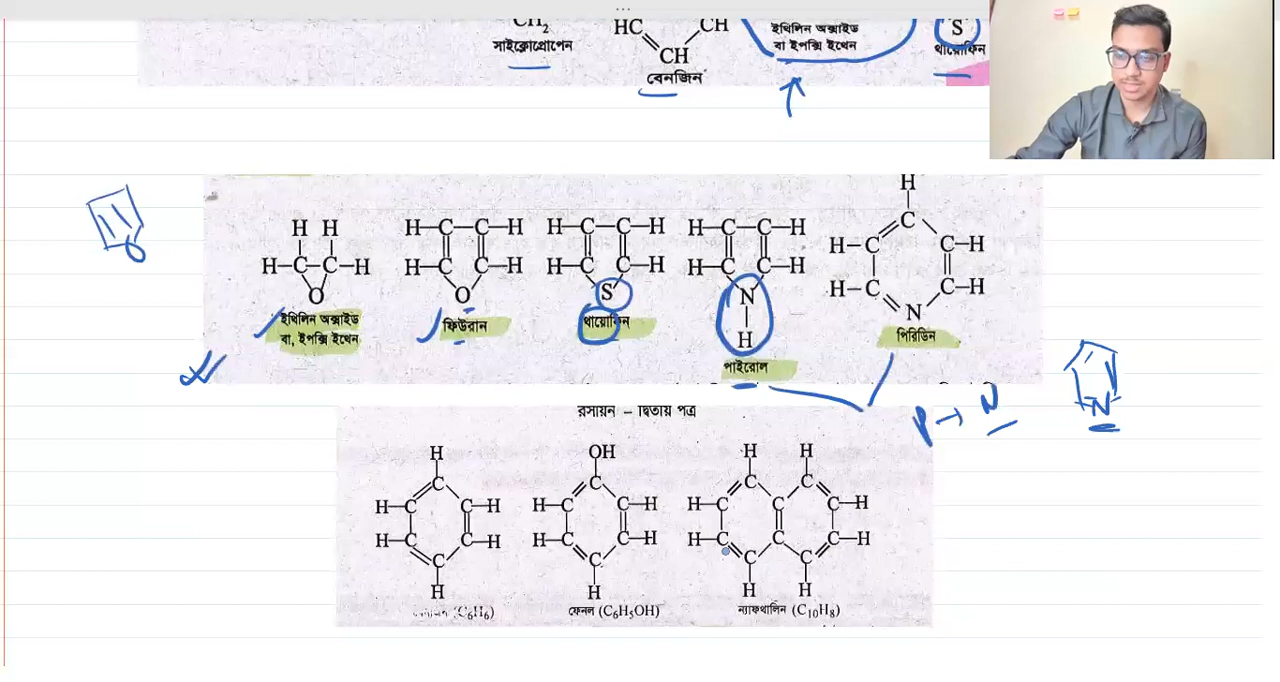 CH2
HC CH
CH
সাইক্লোপ্রোপেন
বেনজিন
ইথিলিন অক্সাইড
বা ইপক্সি ইথেন
S
থায়োফিন
H H
H–C–C–H
O
ইথিলিন অক্সাইড
বা, ইপক্সি ইথেন
H–C C–H
H–C C–H
O
ফিউরান
H–C C–H
H–C C–H
S
থায়োফিন
H–C C–H
H–C C–H
N
H
পাইরোল
H
C
H–C C–H
H–C C–H
N
পিরিডিন
P → N
N
রসায়ন – দ্বিতীয় পত্র
H
C
H–C C–H
H–C C–H
C
H
(C6H6)
OH
C
H–C C–H
H–C C–H
C
H
ফেনল (C6H5OH)
H H
C C
H–C C C–H
H–C C C–H
C C
H H
ন্যাফথালিন (C10H8)